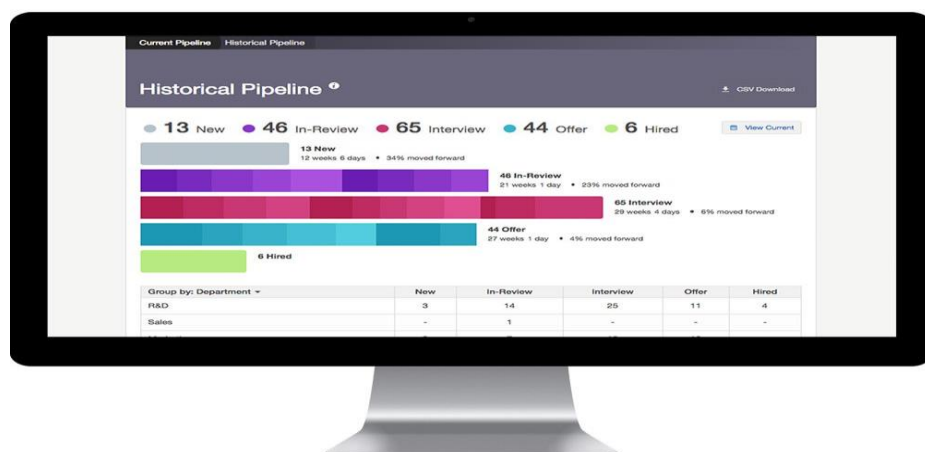 Current Pipeline Historical Pipeline
Historical Pipeline
CSV Download
13 New 46 In-Review 65 Interview 44 Offer 6 Hired
View Current
13 New
12 weeks 6 days • 34% moved forward
46 In-Review
21 weeks 1 day • 23% moved forward
65 Interview
29 weeks 4 days • 6% moved forward
44 Offer
27 weeks 1 day • 4% moved forward
6 Hired
Group by: Department New In-Review Interview Offer Hired
R&D 3 14 25 11 4
Sales - 1 - - -